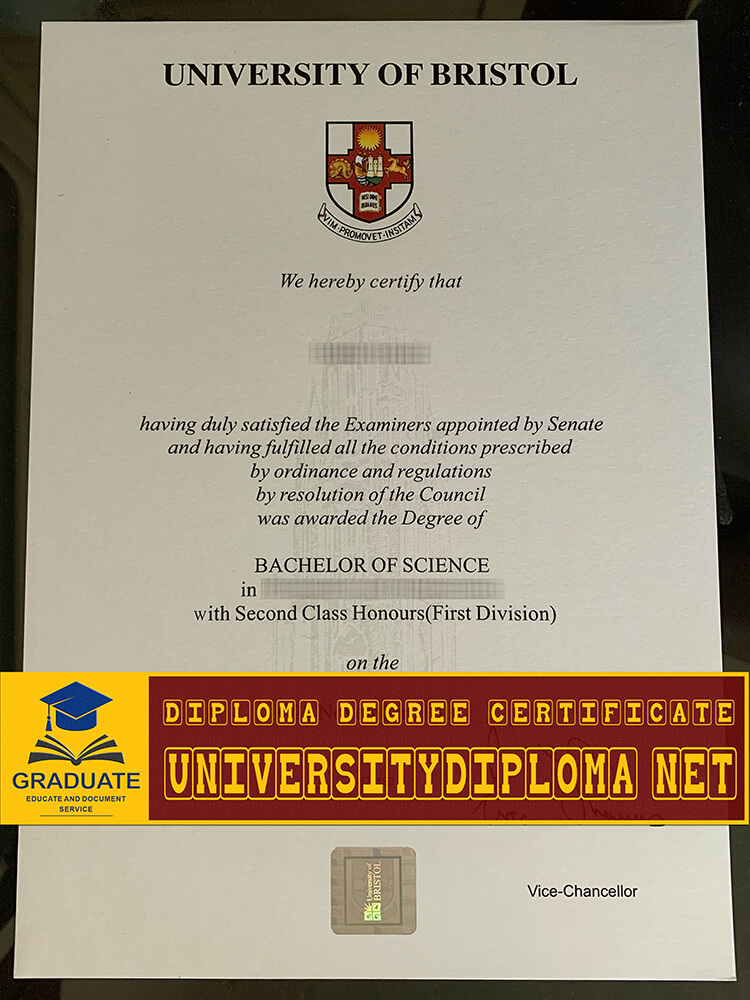 UNIVERSITY OF BRISTOL
VIM·PROMOVET·INSITAM
We hereby certify that
having duly satisfied the Examiners appointed by Senate
and having fulfilled all the conditions prescribed
by ordinance and regulations
by resolution of the Council
was awarded the Degree of
BACHELOR OF SCIENCE
in
with Second Class Honours(First Division)
on the
GRADUATE
EDUCATE AND DOCUMENT
SERVICE
DIPLOMA DEGREE CERTIFICATE
UNIVERSITYDIPLOMA NET
University of
BRISTOL
Vice-Chancellor